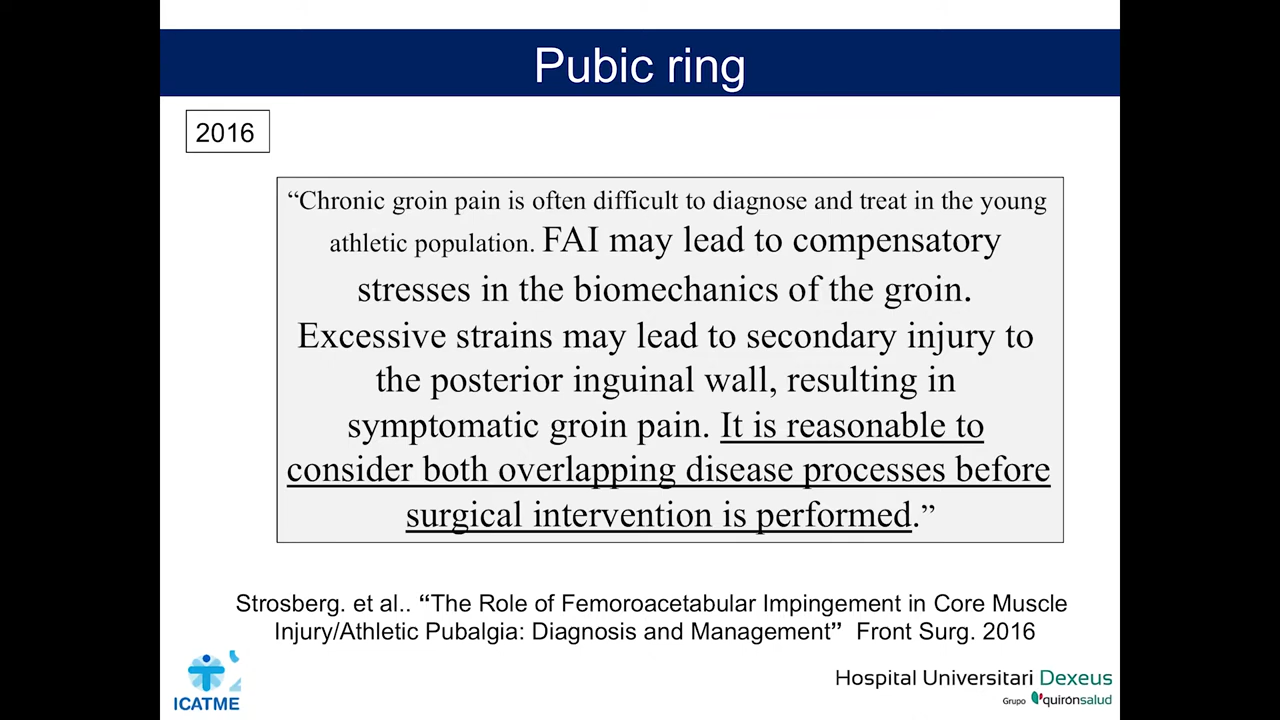 Pubic ring
2016
“Chronic groin pain is often difficult to diagnose and treat in the young
athletic population. FAI may lead to compensatory
stresses in the biomechanics of the groin.
Excessive strains may lead to secondary injury to
the posterior inguinal wall, resulting in
symptomatic groin pain. It is reasonable to
consider both overlapping disease processes before
surgical intervention is performed.”
Strosberg. et al.. “The Role of Femoroacetabular Impingement in Core Muscle
Injury/Athletic Pubalgia: Diagnosis and Management” Front Surg. 2016
ICATME
Hospital Universitari Dexeus
Grupo quirónsalud